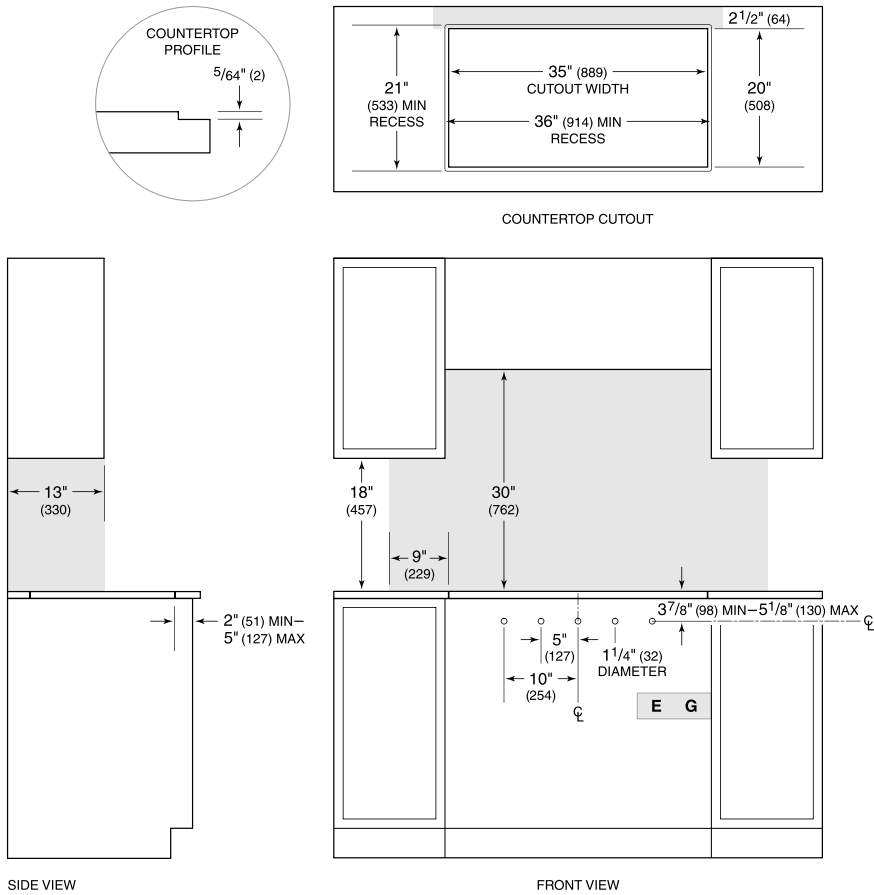 COUNTERTOP
PROFILE
5/64" (2)
2 1/2" (64)
21"
(533) MIN
RECESS
35" (889)
CUTOUT WIDTH
36" (914) MIN
RECESS
20"
(508)
COUNTERTOP CUTOUT
13"
(330)
18"
(457)
30"
(762)
9"
(229)
2" (51) MIN–
5" (127) MAX
3 7/8" (98) MIN–5 1/8" (130) MAX
℄
5"
(127)
1 1/4" (32)
DIAMETER
10"
(254)
℄
E G
SIDE VIEW
FRONT VIEW